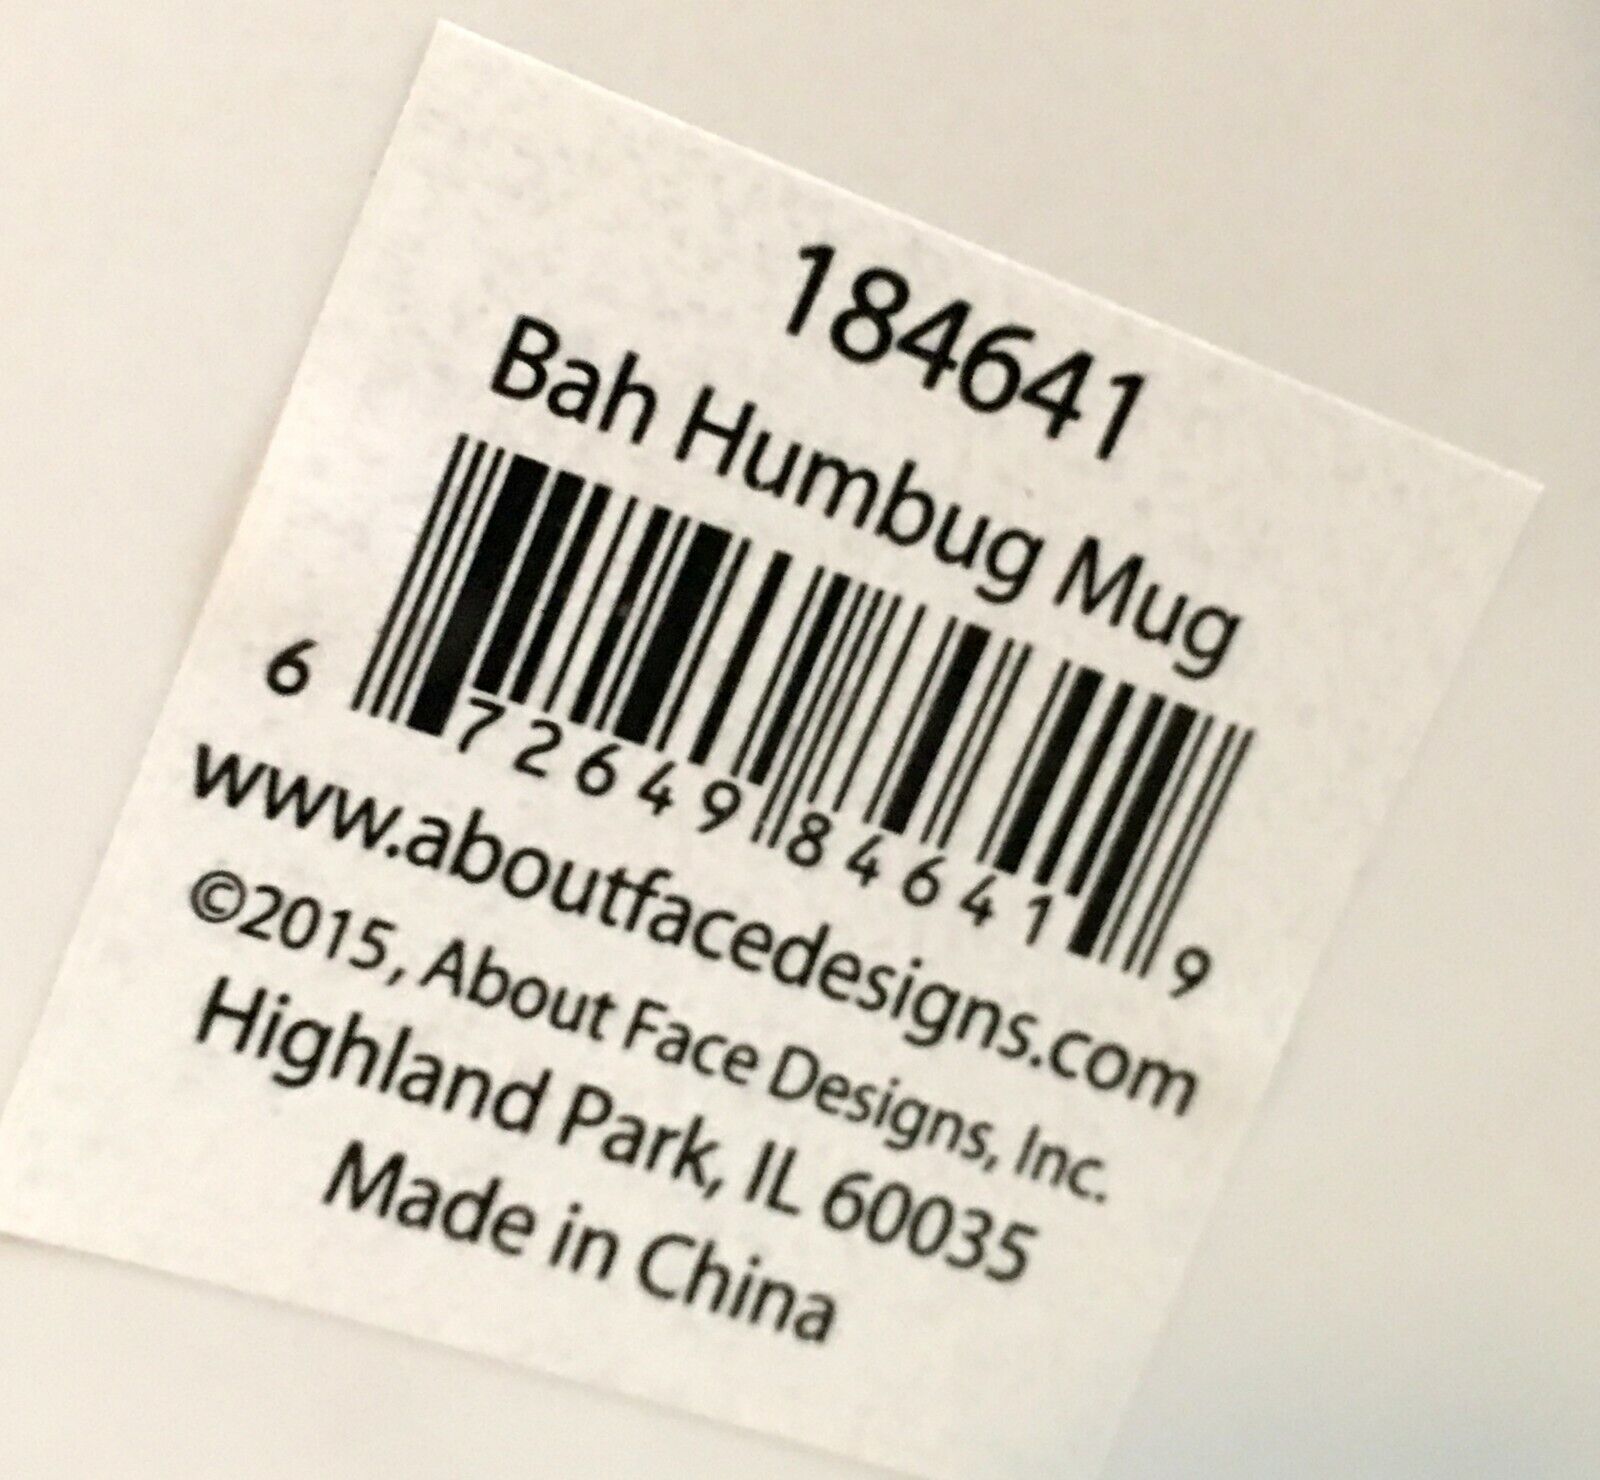 184641
Bah Humbug Mug
6 72649 84641 9
www.aboutfacedesigns.com
©2015, About Face Designs, Inc.
Highland Park, IL 60035
Made in China